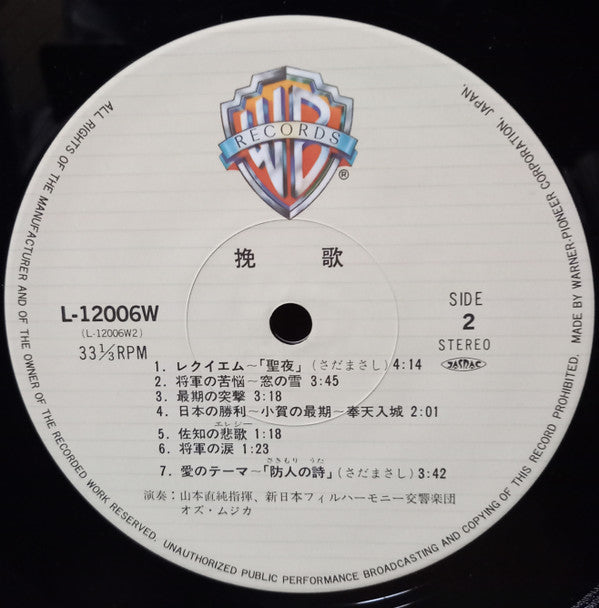 WB
RECORDS
®
挽歌
L-12006W
(L-12006W2)
33⅓RPM
SIDE
2
STEREO
JASRAC
1. レクイエム~「聖夜」(さだまさし) 4:14
2. 将軍の苦悩~窓の雪 3:45
3. 最期の突撃 3:18
4. 日本の勝利~小賀の最期~奉天入城 2:01
エレジー
5. 佐知の悲歌 1:18
6. 将軍の涙 1:23
さきもり うた
7. 愛のテーマ~「防人の詩」(さだまさし) 3:42
演奏:山本直純指揮、新日本フィルハーモニー交響楽団
オズ・ムジカ
ALL RIGHTS OF THE MANUFACTURER AND OF THE OWNER OF THE RECORDED WORK RESERVED. UNAUTHORIZED PUBLIC PERFORMANCE BROADCASTING AND COPYING OF THIS RECORD PROHIBITED. MADE BY WARNER-PIONEER CORPORATION, JAPAN.